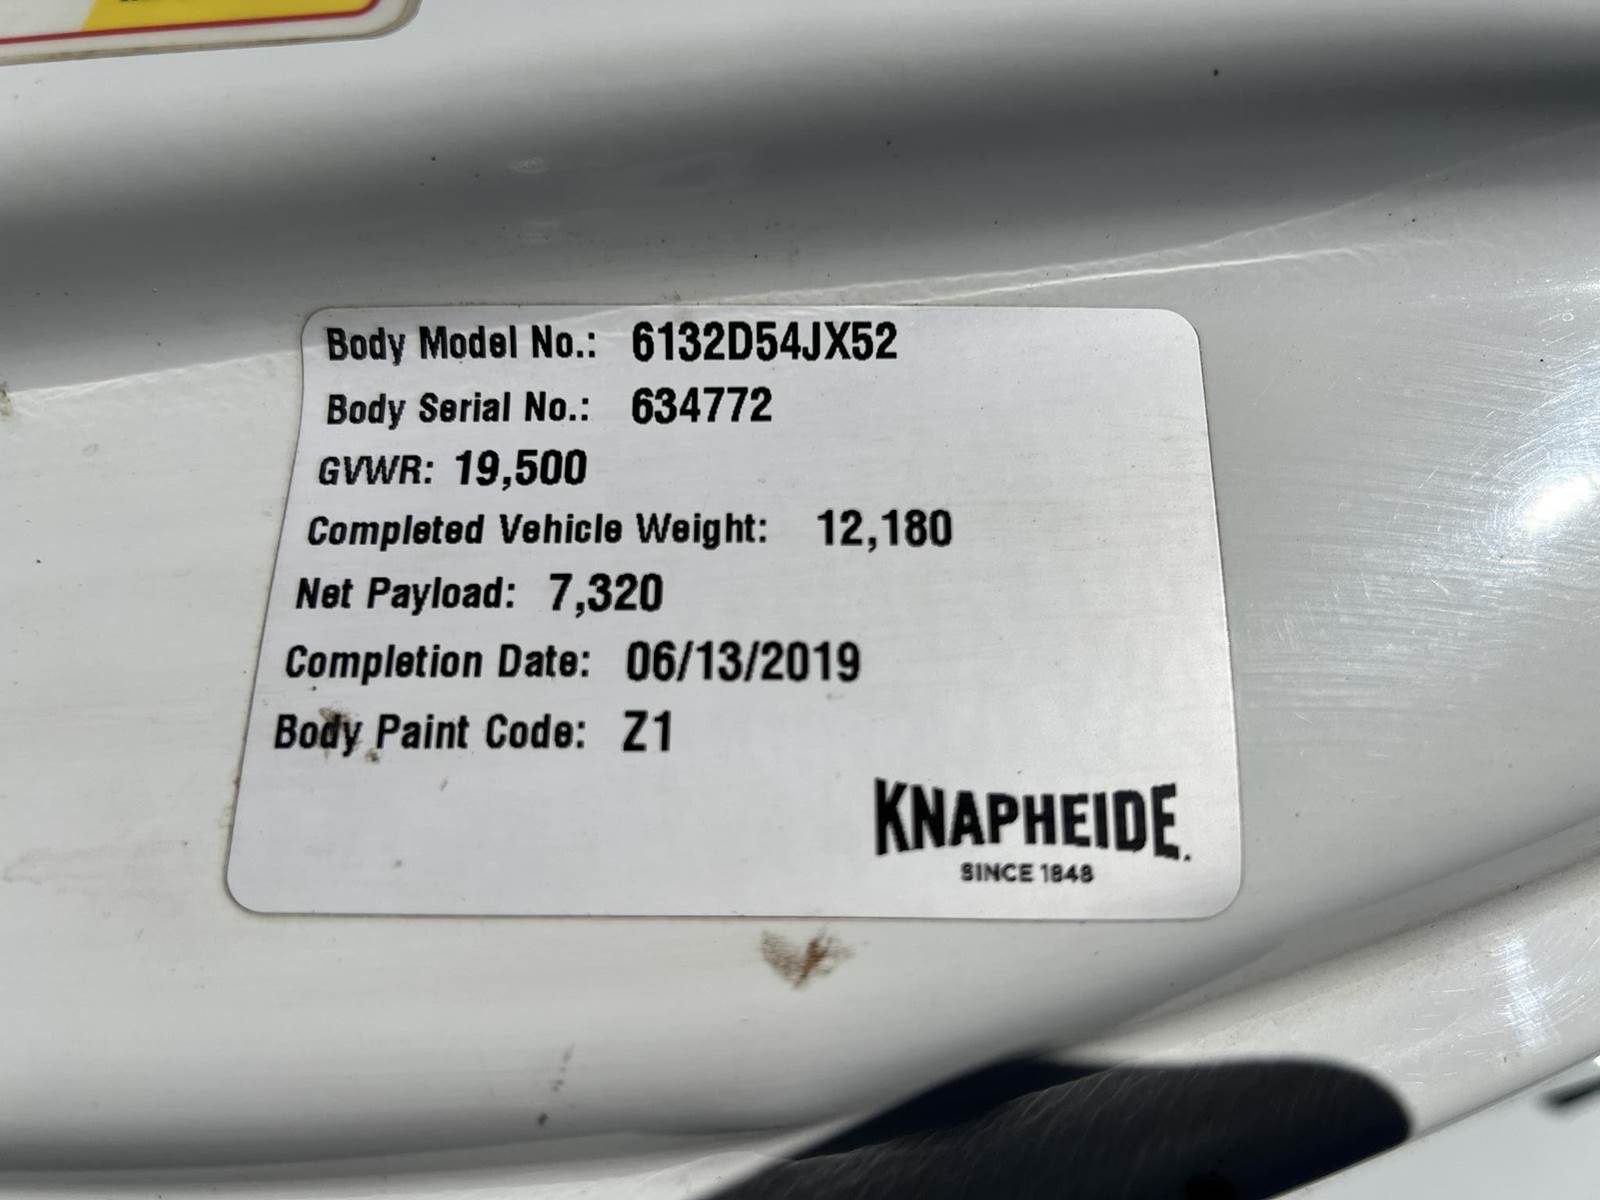 Body Model No.: 6132D54JX52
Body Serial No.: 634772
GVWR: 19,500
Completed Vehicle Weight: 12,180
Net Payload: 7,320
Completion Date: 06/13/2019
Body Paint Code: Z1
KNAPHEIDE.
SINCE 1848